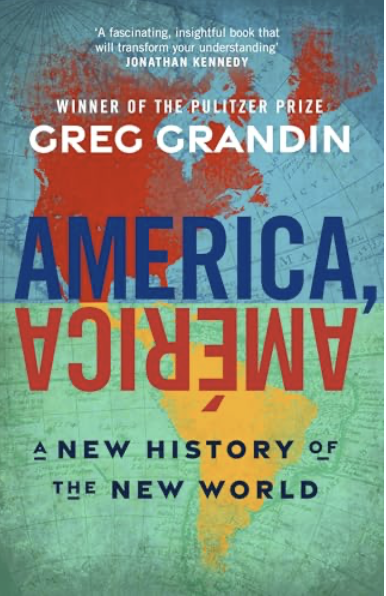 'A fascinating, insightful book that
will transform your understanding'
JONATHAN KENNEDY
WINNER OF THE PULITZER PRIZE
GREG GRANDIN
AMERICA,
AMÉRICA
A NEW HISTORY OF
THE NEW WORLD